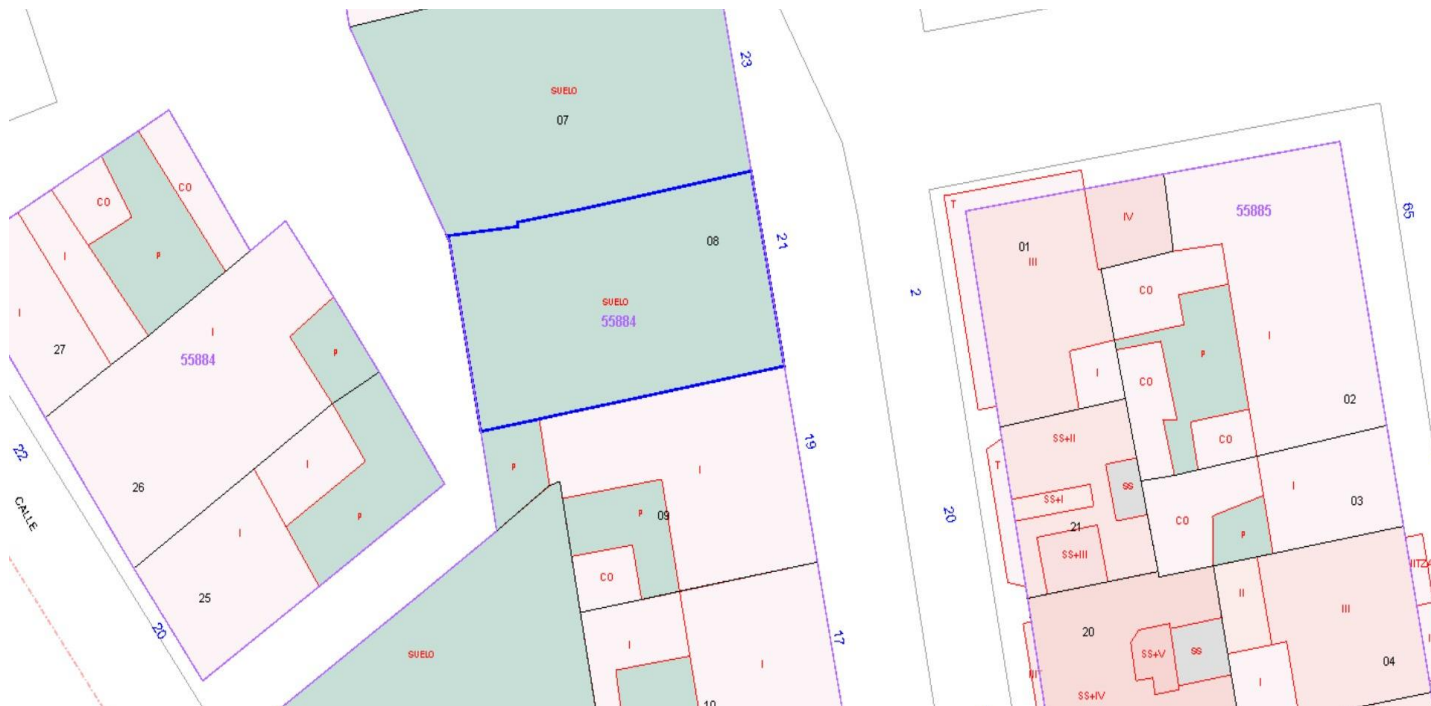 23
SUELO
07
CO
CO
I
P
I
27
I
55884
P
22
26
CALLE
I
I
P
25
20
08
21
SUELO
55884
P
I
19
P
09
CO
SUELO
I
I
17
10
T
IV
55885
65
01
III
2
CO
P
I
I
CO
02
CO
SS+II
T
SS+I
SS
I
03
20
21
CO
P
SS+III
II
III
20
SS+V
SS
04
SS+IV
I